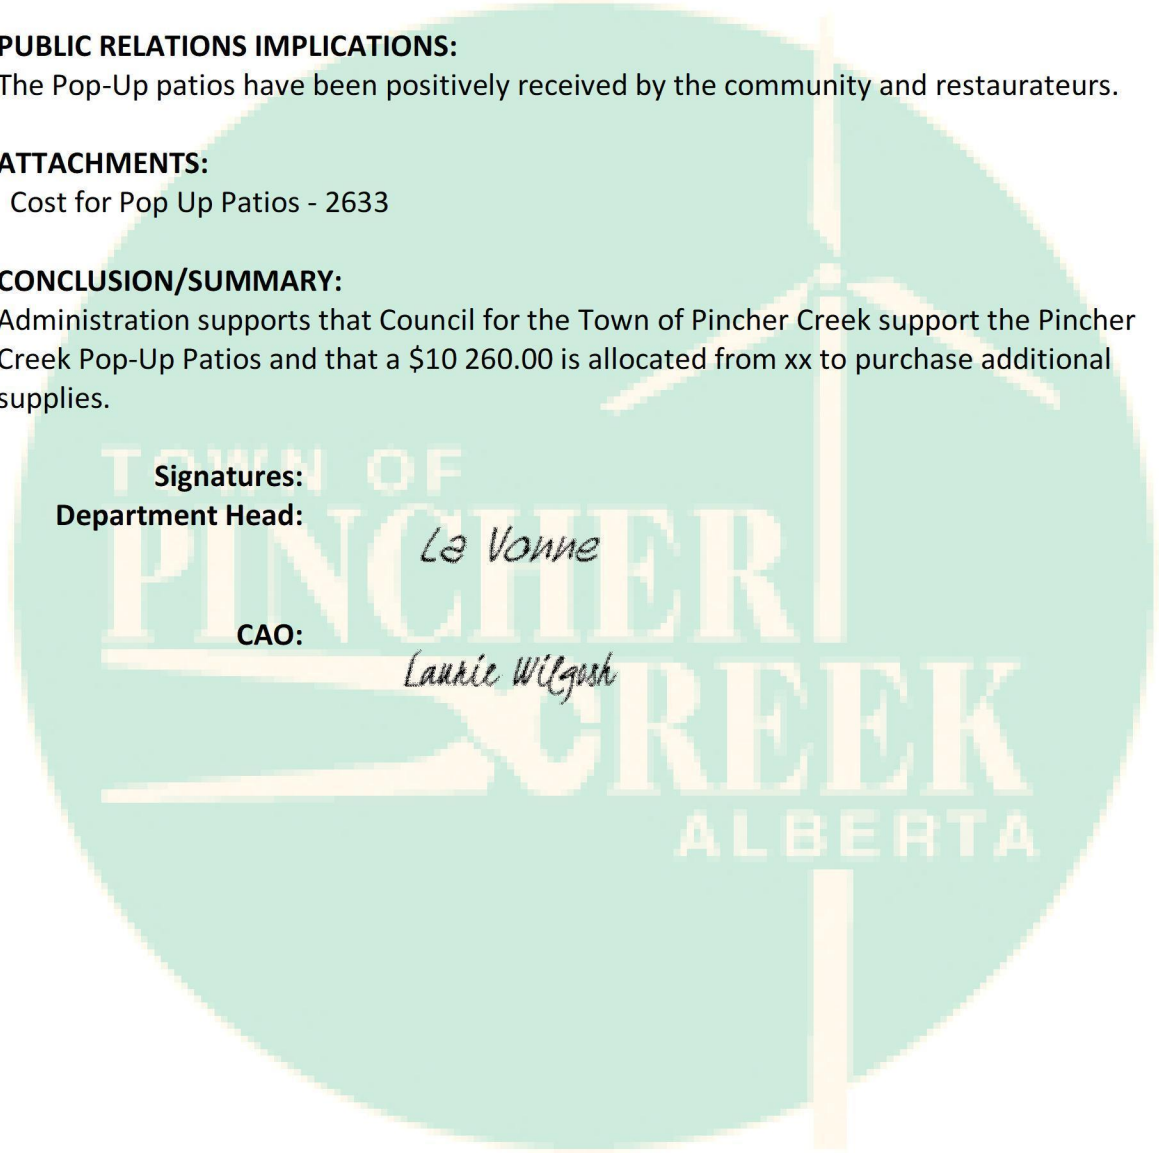 PUBLIC RELATIONS IMPLICATIONS:
The Pop-Up patios have been positively received by the community and restaurateurs.
ATTACHMENTS:
Cost for Pop Up Patios - 2633
CONCLUSION/SUMMARY:
Administration supports that Council for the Town of Pincher Creek support the Pincher
Creek Pop-Up Patios and that a $10 260.00 is allocated from xx to purchase additional
supplies.
TOWN OF
Signatures:
Department Head:
PINCHER
La Vonne
CAO:
Laurie Wilgosh
CREEK
ALBERTA